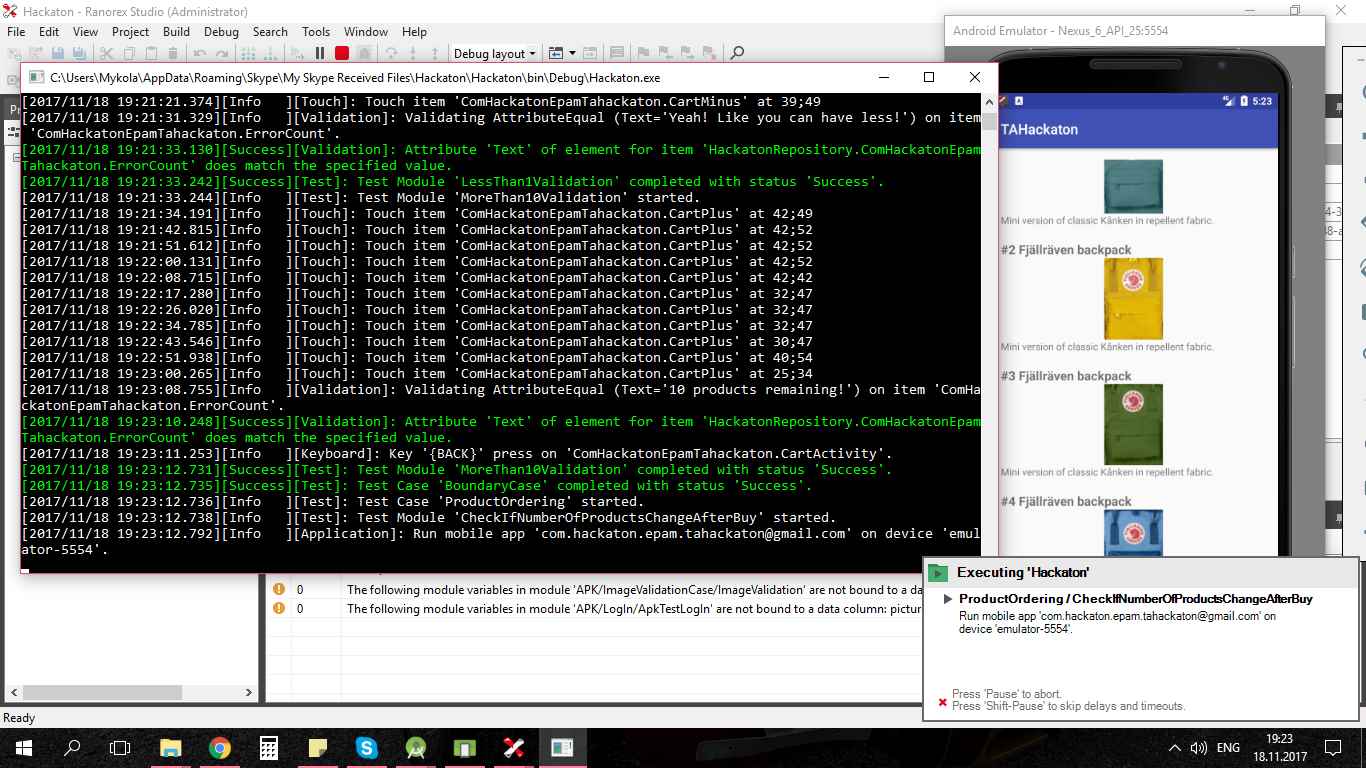 Hackaton - Ranorex Studio (Administrator)
File Edit View Project Build Debug Search Tools Window Help
Debug layout
C:\Users\Mykola\AppData\Roaming\Skype\My Skype Received Files\Hackaton\Hackaton\bin\Debug\Hackaton.exe
[2017/11/18 19:21:21.374][Info   ][Touch]: Touch item 'ComHackatonEpamTahackaton.CartMinus' at 39;49
[2017/11/18 19:21:31.329][Info   ][Validation]: Validating AttributeEqual (Text='Yeah! Like you can have less!') on item
'ComHackatonEpamTahackaton.ErrorCount'.
[2017/11/18 19:21:33.130][Success][Validation]: Attribute 'Text' of element for item 'HackatonRepository.ComHackatonEpam
Tahackaton.ErrorCount' does match the specified value.
[2017/11/18 19:21:33.242][Success][Test]: Test Module 'LessThan1Validation' completed with status 'Success'.
[2017/11/18 19:21:33.244][Info   ][Test]: Test Module 'MoreThan10Validation' started.
[2017/11/18 19:21:34.191][Info   ][Touch]: Touch item 'ComHackatonEpamTahackaton.CartPlus' at 42;49
[2017/11/18 19:21:42.815][Info   ][Touch]: Touch item 'ComHackatonEpamTahackaton.CartPlus' at 42;52
[2017/11/18 19:21:51.612][Info   ][Touch]: Touch item 'ComHackatonEpamTahackaton.CartPlus' at 42;52
[2017/11/18 19:22:00.131][Info   ][Touch]: Touch item 'ComHackatonEpamTahackaton.CartPlus' at 42;52
[2017/11/18 19:22:08.715][Info   ][Touch]: Touch item 'ComHackatonEpamTahackaton.CartPlus' at 42;42
[2017/11/18 19:22:17.280][Info   ][Touch]: Touch item 'ComHackatonEpamTahackaton.CartPlus' at 32;47
[2017/11/18 19:22:26.020][Info   ][Touch]: Touch item 'ComHackatonEpamTahackaton.CartPlus' at 32;47
[2017/11/18 19:22:34.785][Info   ][Touch]: Touch item 'ComHackatonEpamTahackaton.CartPlus' at 32;47
[2017/11/18 19:22:43.546][Info   ][Touch]: Touch item 'ComHackatonEpamTahackaton.CartPlus' at 30;47
[2017/11/18 19:22:51.938][Info   ][Touch]: Touch item 'ComHackatonEpamTahackaton.CartPlus' at 40;54
[2017/11/18 19:23:00.265][Info   ][Touch]: Touch item 'ComHackatonEpamTahackaton.CartPlus' at 25;34
[2017/11/18 19:23:08.755][Info   ][Validation]: Validating AttributeEqual (Text='10 products remaining!') on item 'ComHa
ckatonEpamTahackaton.ErrorCount'.
[2017/11/18 19:23:10.248][Success][Validation]: Attribute 'Text' of element for item 'HackatonRepository.ComHackatonEpam
Tahackaton.ErrorCount' does match the specified value.
[2017/11/18 19:23:11.253][Info   ][Keyboard]: Key '{BACK}' press on 'ComHackatonEpamTahackaton.CartActivity'.
[2017/11/18 19:23:12.731][Success][Test]: Test Module 'MoreThan10Validation' completed with status 'Success'.
[2017/11/18 19:23:12.735][Success][Test]: Test Case 'BoundaryCase' completed with status 'Success'.
[2017/11/18 19:23:12.736][Info   ][Test]: Test Case 'ProductOrdering' started.
[2017/11/18 19:23:12.738][Info   ][Test]: Test Module 'CheckIfNumberOfProductsChangeAfterBuy' started.
[2017/11/18 19:23:12.792][Info   ][Application]: Run mobile app 'com.hackaton.epam.tahackaton@gmail.com' on device 'emul
ator-5554'.
0 The following module variables in module 'APK/ImageValidationCase/ImageValidation' are not bound to a da
0 The following module variables in module 'APK/LogIn/ApkTestLogIn' are not bound to a data column: pictur
Ready
Android Emulator - Nexus_6_API_25:5554
5:23
TAHackaton
Mini version of classic Kånken in repellent fabric.
#2 Fjällräven backpack
Mini version of classic Kånken in repellent fabric.
#3 Fjällräven backpack
Mini version of classic Kånken in repellent fabric.
#4 Fjällräven backpack
Executing 'Hackaton'
ProductOrdering / CheckIfNumberOfProductsChangeAfterBuy
Run mobile app 'com.hackaton.epam.tahackaton@gmail.com' on
device 'emulator-5554'.
Press 'Pause' to abort.
Press 'Shift-Pause' to skip delays and timeouts.
ENG
19:23
18.11.2017